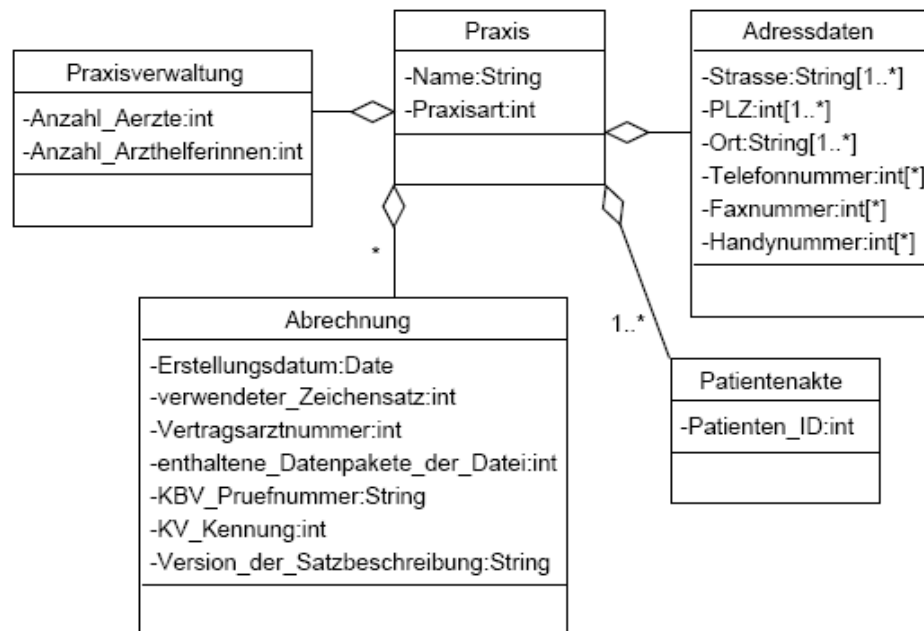 Praxisverwaltung
-Anzahl_Aerzte:int
-Anzahl_Arzthelferinnen:int
Praxis
-Name:String
-Praxisart:int
Adressdaten
-Strasse:String[1..*]
-PLZ:int[1..*]
-Ort:String[1..*]
-Telefonnummer:int[*]
-Faxnummer:int[*]
-Handynummer:int[*]
*
1..*
Abrechnung
-Erstellungsdatum:Date
-verwendeter_Zeichensatz:int
-Vertragsarztnummer:int
-enthaltene_Datenpakete_der_Datei:int
-KBV_Pruefnummer:String
-KV_Kennung:int
-Version_der_Satzbeschreibung:String
Patientenakte
-Patienten_ID:int